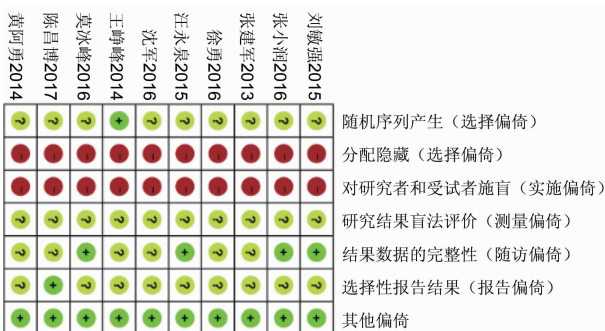 黄阿勇2014
陈昌博2017
莫冰峰2016
王峥峰2014
沈军2016
汪永泉2015
徐勇2016
张建军2013
张小润2016
刘敏强2015
? ? ? + ? ? ? ? ? ? 随机序列产生（选择偏倚）
- - - - - - - - - - 分配隐藏（选择偏倚）
- - - - - - - - - - 对研究者和受试者施盲（实施偏倚）
? ? ? ? ? ? ? ? ? ? 研究结果盲法评价（测量偏倚）
? ? + ? ? + ? ? + + 结果数据的完整性（随访偏倚）
? + ? ? ? ? ? ? ? ? 选择性报告结果（报告偏倚）
+ + + + + + + + + + 其他偏倚